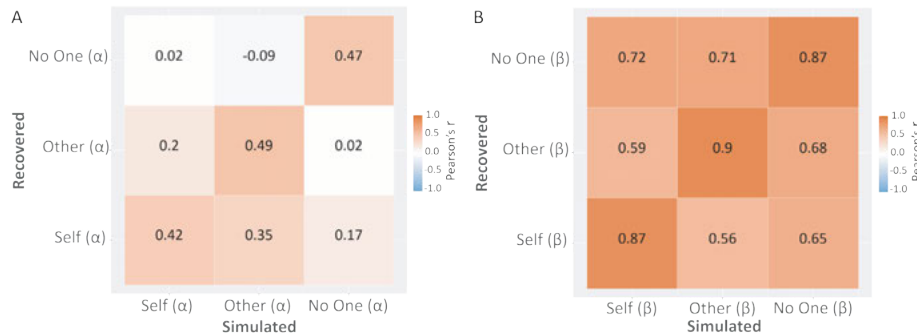 A
No One (α)
0.02
-0.09
0.47
Other (α)
0.2
0.49
0.02
Self (α)
0.42
0.35
0.17
Recovered
Self (α)
Other (α)
No One (α)
Simulated
1.0
0.5
0.0
-0.5
-1.0
Pearson's r
B
No One (β)
0.72
0.71
0.87
Other (β)
0.59
0.9
0.68
Self (β)
0.87
0.56
0.65
Recovered
Self (β)
Other (β)
No One (β)
Simulated
1.0
0.5
0.0
-0.5
-1.0
Pearson's r